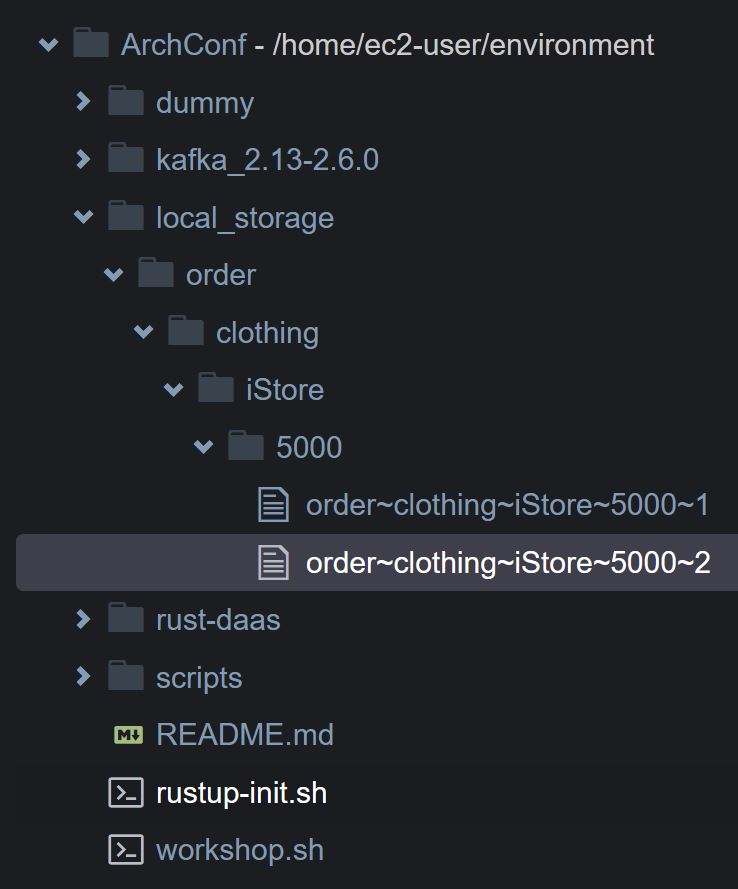 ArchConf - /home/ec2-user/environment
dummy
kafka_2.13-2.6.0
local_storage
order
clothing
iStore
5000
order~clothing~iStore~5000~1
order~clothing~iStore~5000~2
rust-daas
scripts
M README.md
>_ rustup-init.sh
>_ workshop.sh